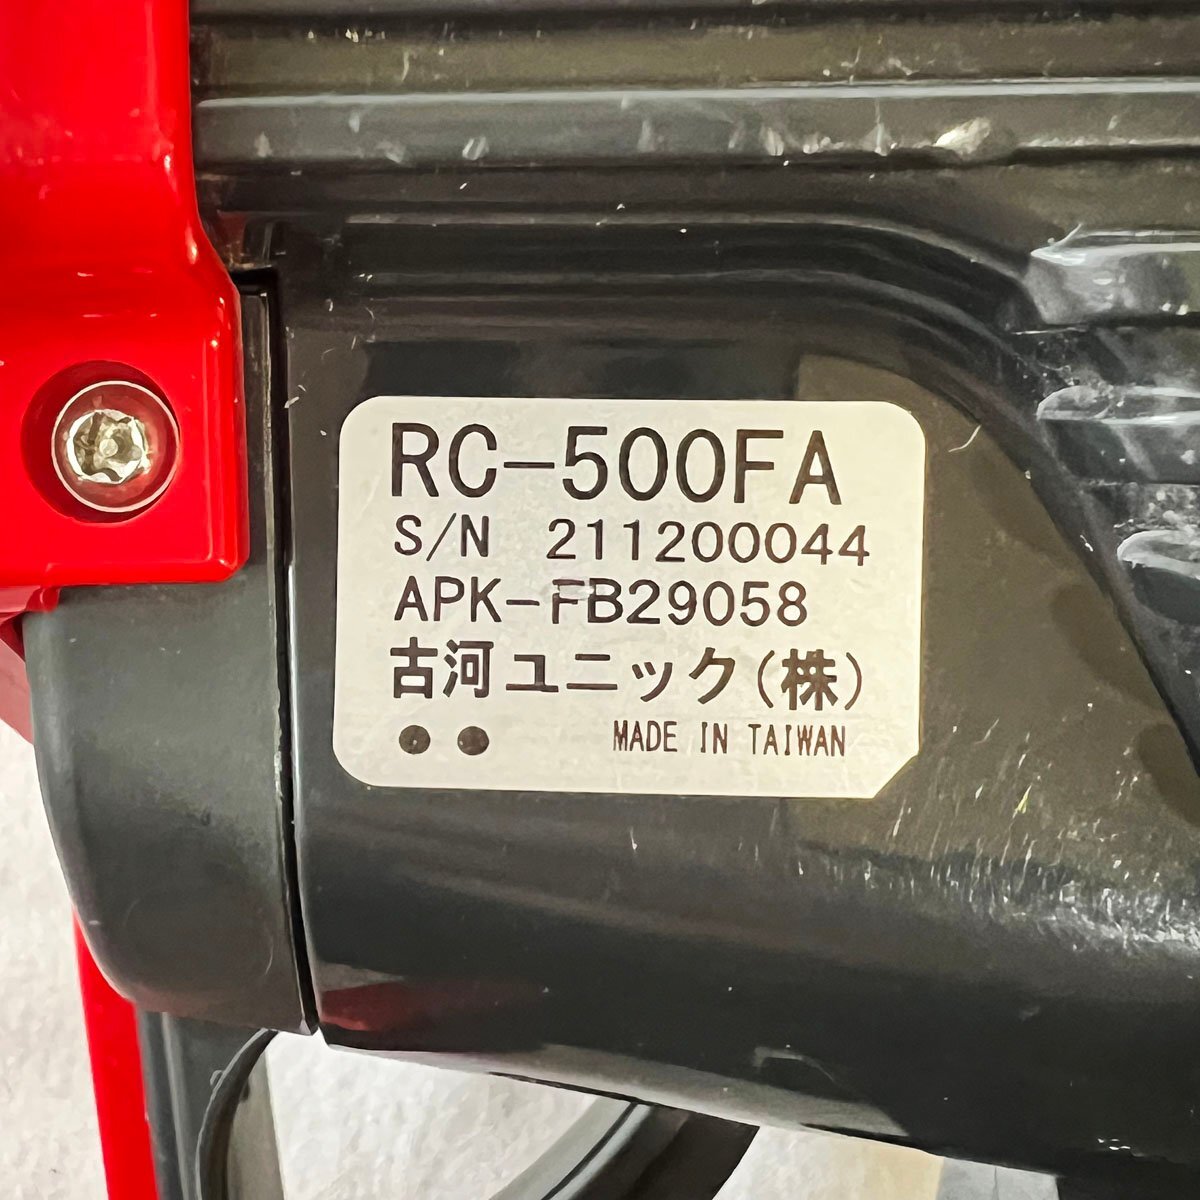 RC-500FA
S/N 211200044
APK-FB29058
古河ユニック(株)
●● MADE IN TAIWAN